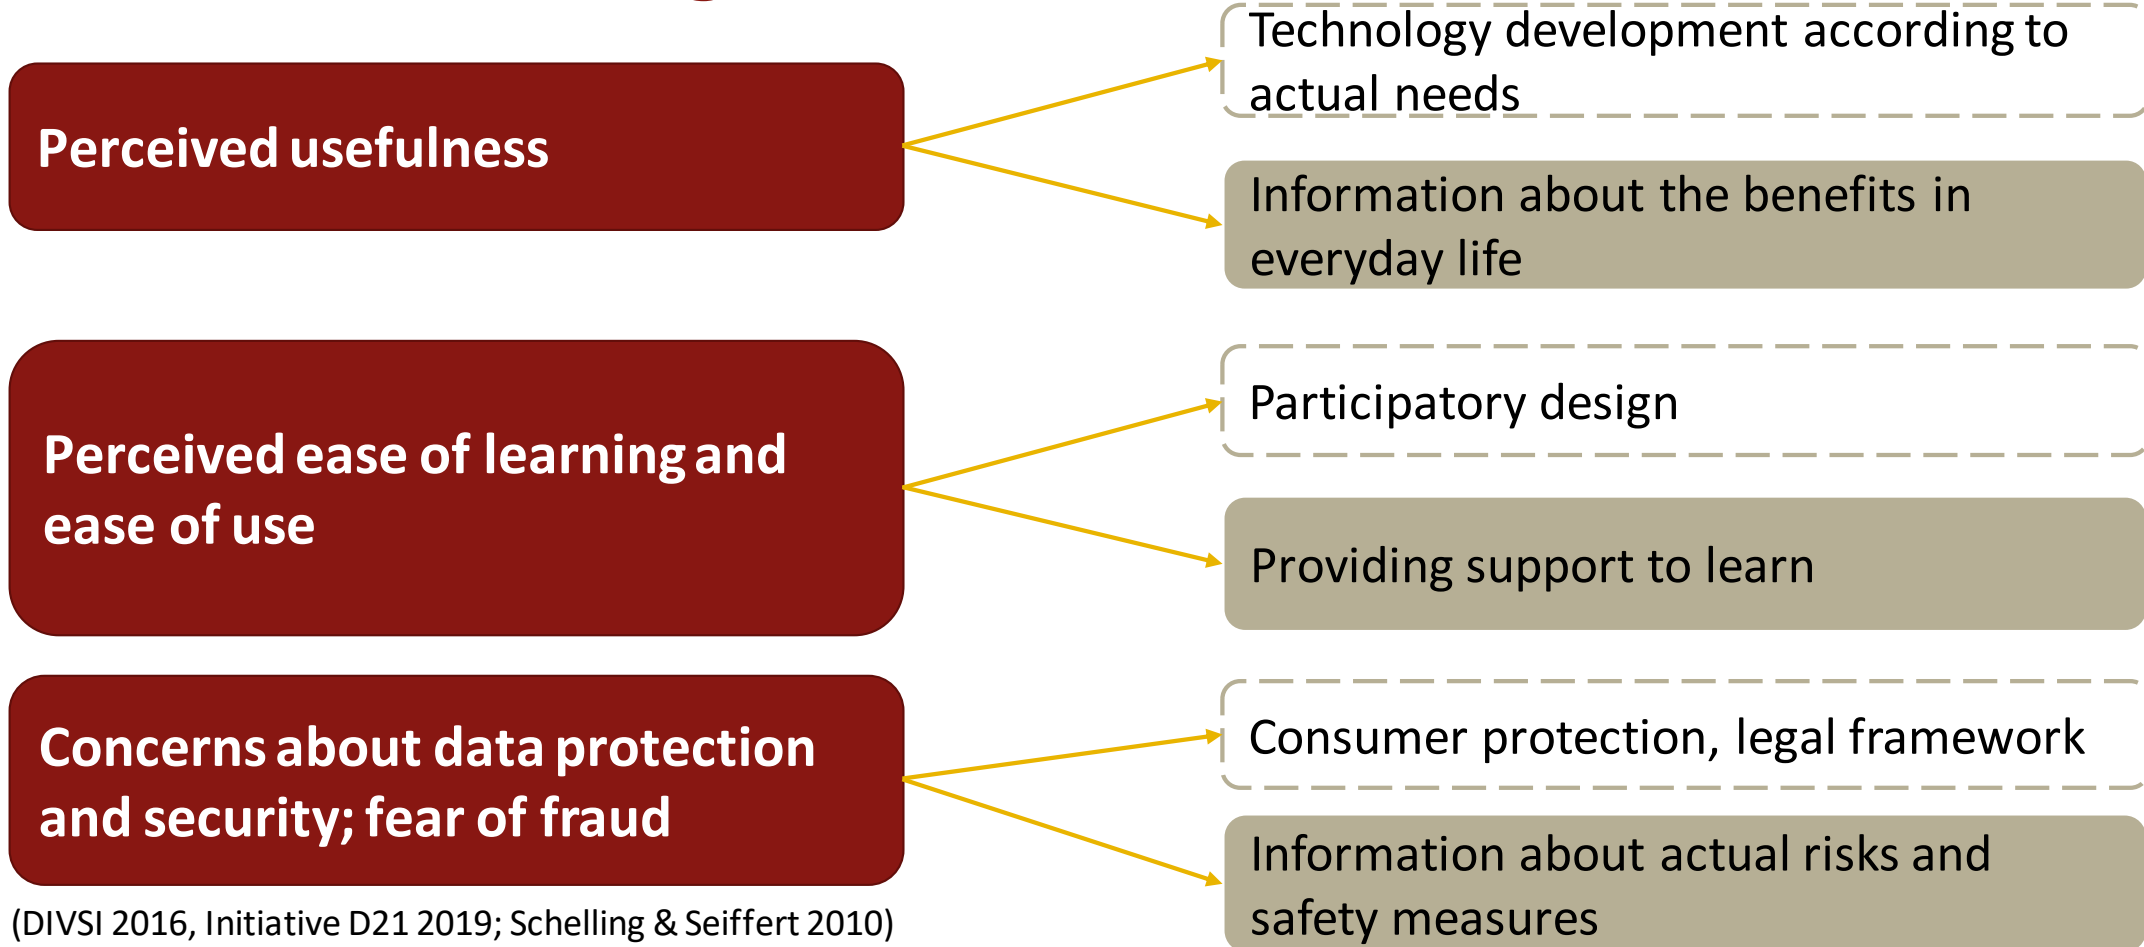 Technology development according to
actual needs
Perceived usefulness
Information about the benefits in
everyday life
Perceived ease of learning and
ease of use
Participatory design
Providing support to learn
Concerns about data protection
and security; fear of fraud
Consumer protection, legal framework
Information about actual risks and
safety measures
(DIVSI 2016, Initiative D21 2019; Schelling & Seiffert 2010)